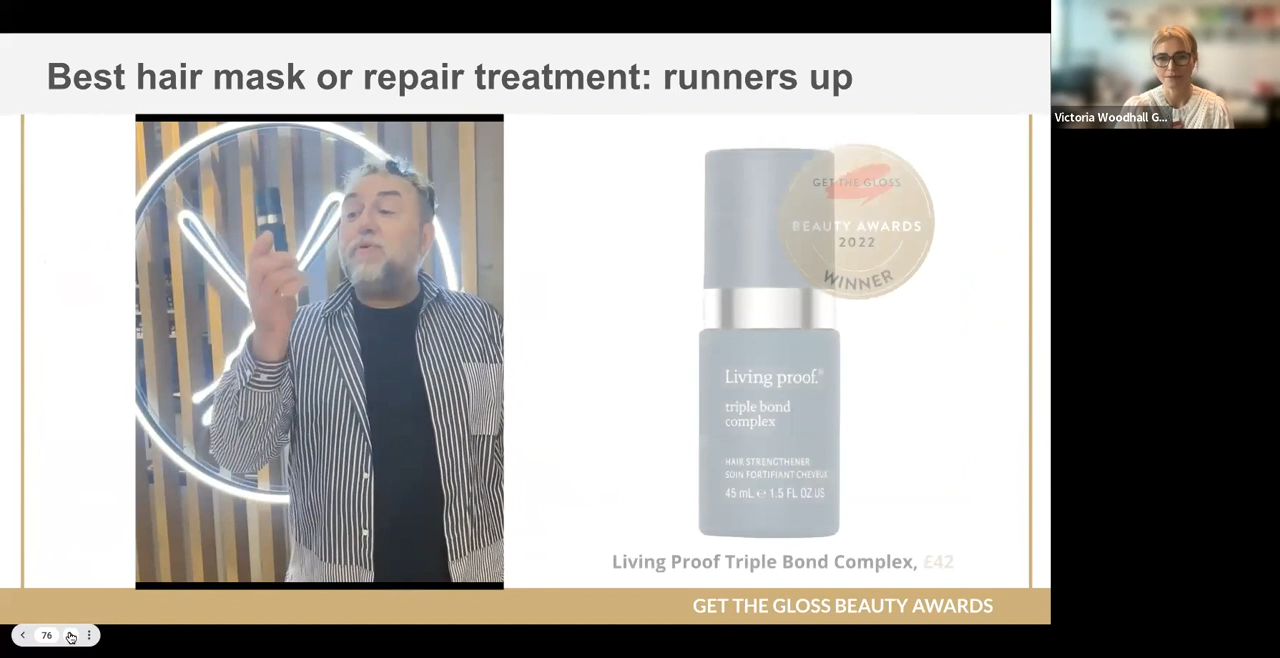 Best hair mask or repair treatment: runners up
Victoria Woodhall G...
GET THE GLOSS
BEAUTY AWARDS
2022
WINNER
Living proof.®
triple bond
complex
HAIR STRENGTHENER
SOIN FORTIFIANT CHEVEUX
45 mL ℮ 1.5 FL OZ US
Living Proof Triple Bond Complex, £42
GET THE GLOSS BEAUTY AWARDS
76